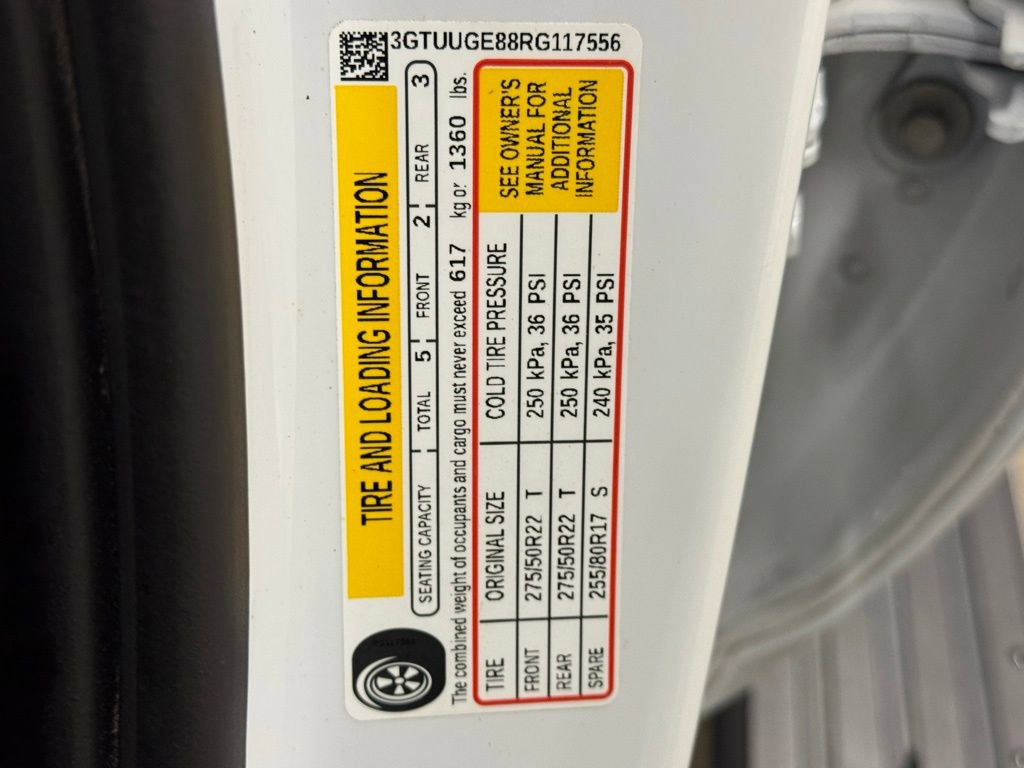 3GTUUGE88RG117556
TIRE AND LOADING INFORMATION
SEATING CAPACITY TOTAL 5 FRONT 2 REAR 3
The combined weight of occupants and cargo must never exceed 617 kg or 1360 lbs.
TIRE ORIGINAL SIZE COLD TIRE PRESSURE
FRONT 275/50R22 T 250 kPa, 36 PSI
REAR 275/50R22 T 250 kPa, 36 PSI
SPARE 255/80R17 S 240 kPa, 35 PSI
SEE OWNER'S
MANUAL FOR
ADDITIONAL
INFORMATION